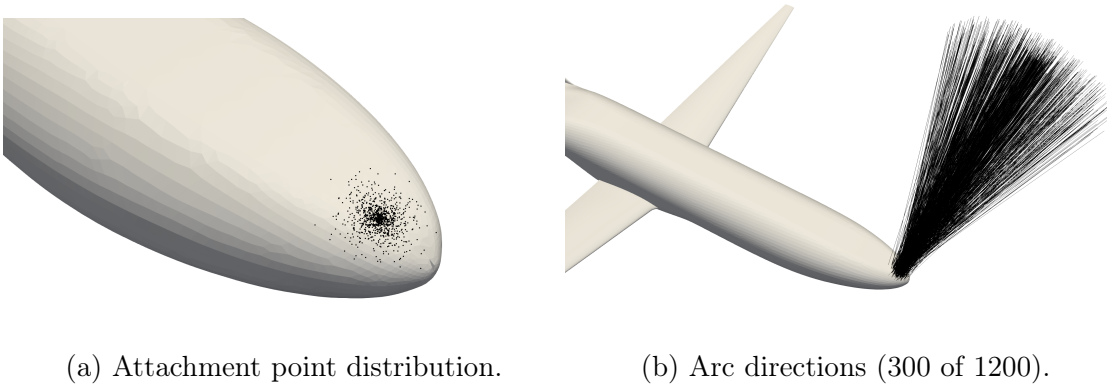 (a) Attachment point distribution.
(b) Arc directions (300 of 1200).